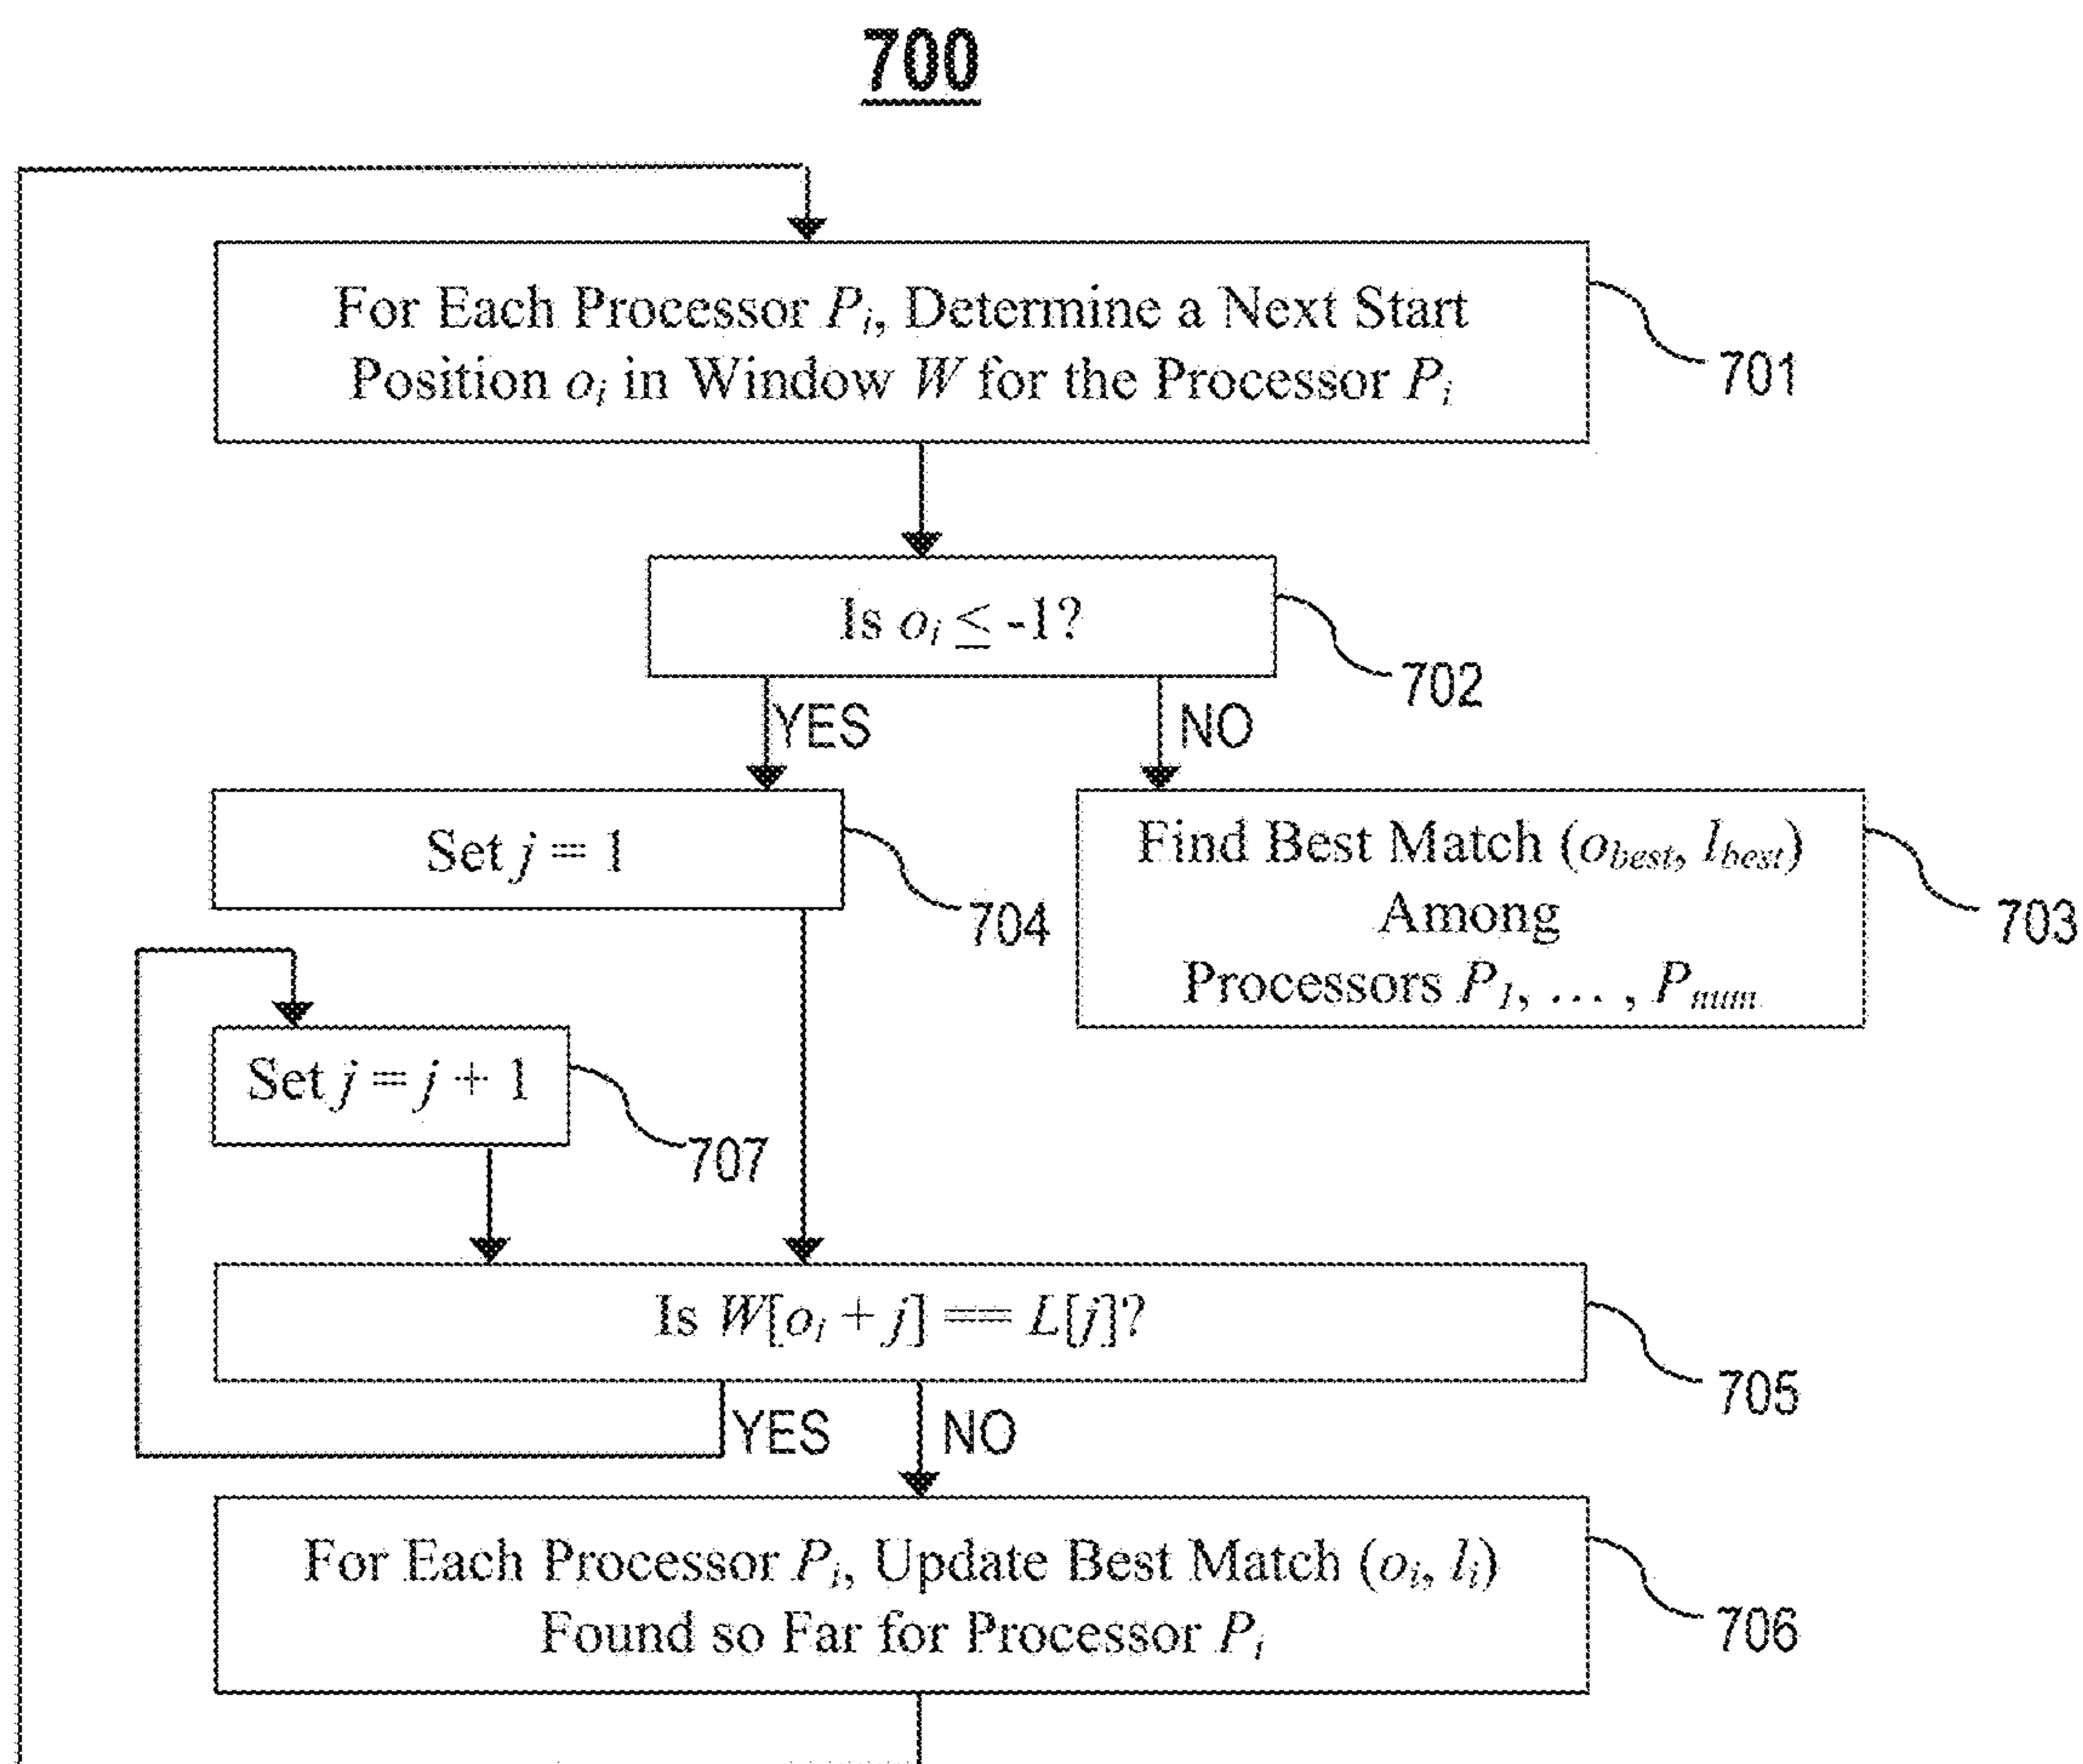 700
For Each Processor Pᵢ, Determine a Next Start
Position oᵢ in Window W for the Processor Pᵢ
701
Is oᵢ ≤ -1?
702
YES
NO
Set j = 1
704
Find Best Match (o_best, l_best)
Among
Processors P₁, … , P_num
703
Set j = j + 1
707
Is W[oᵢ + j] == L[j]?
705
YES
NO
For Each Processor Pᵢ, Update Best Match (oᵢ, lᵢ)
Found so Far for Processor Pᵢ
706